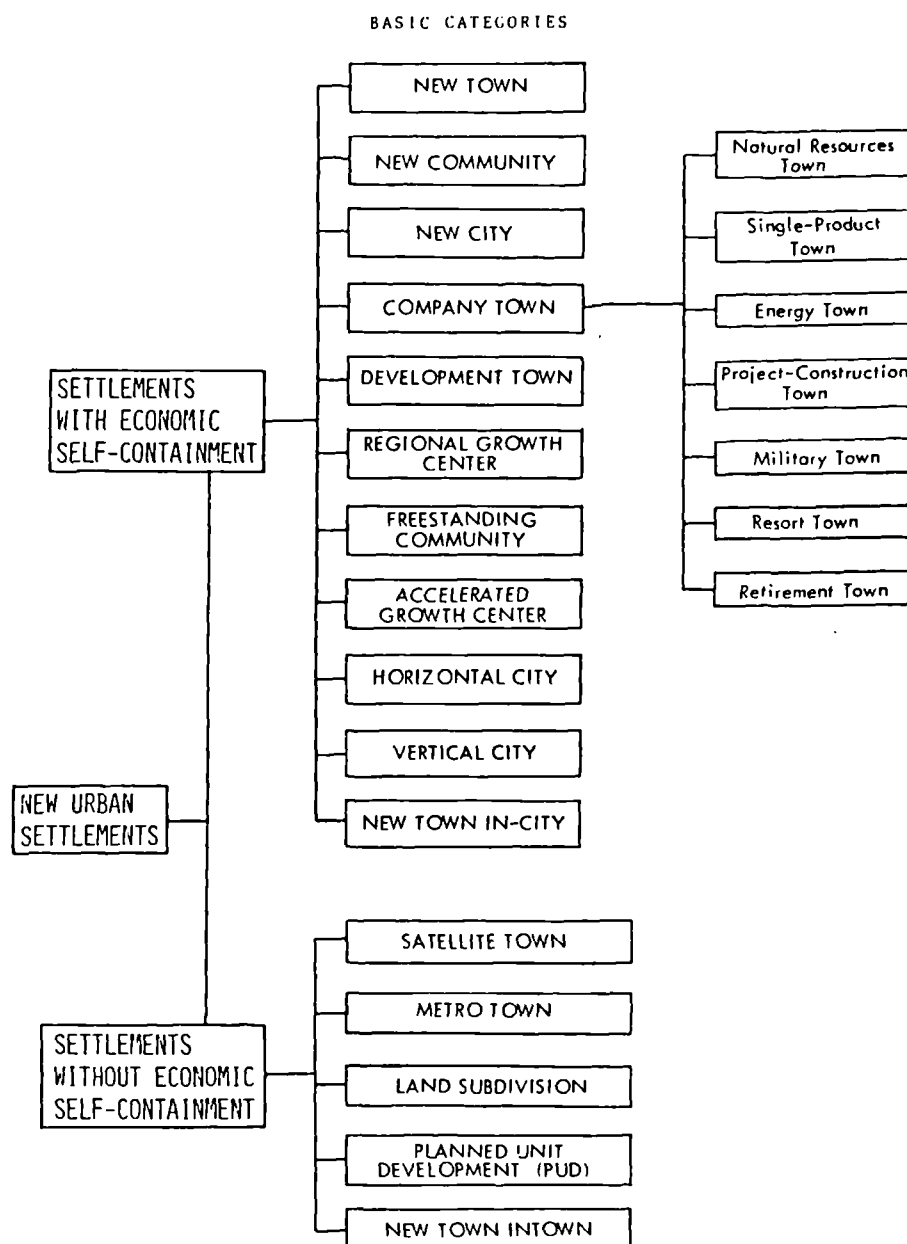 BASIC CATEGORIES
NEW TOWN
NEW COMMUNITY
NEW CITY
COMPANY TOWN
DEVELOPMENT TOWN
REGIONAL GROWTH
CENTER
FREESTANDING
COMMUNITY
ACCELERATED
GROWTH CENTER
HORIZONTAL CITY
VERTICAL CITY
NEW TOWN IN-CITY
Natural Resources
Town
Single-Product
Town
Energy Town
Project-Construction
Town
Military Town
Resort Town
Retirement Town
SETTLEMENTS
WITH ECONOMIC
SELF-CONTAINMENT
NEW URBAN
SETTLEMENTS
SETTLEMENTS
WITHOUT ECONOMIC
SELF-CONTAINMENT
SATELLITE TOWN
METRO TOWN
LAND SUBDIVISION
PLANNED UNIT
DEVELOPMENT (PUD)
NEW TOWN INTOWN